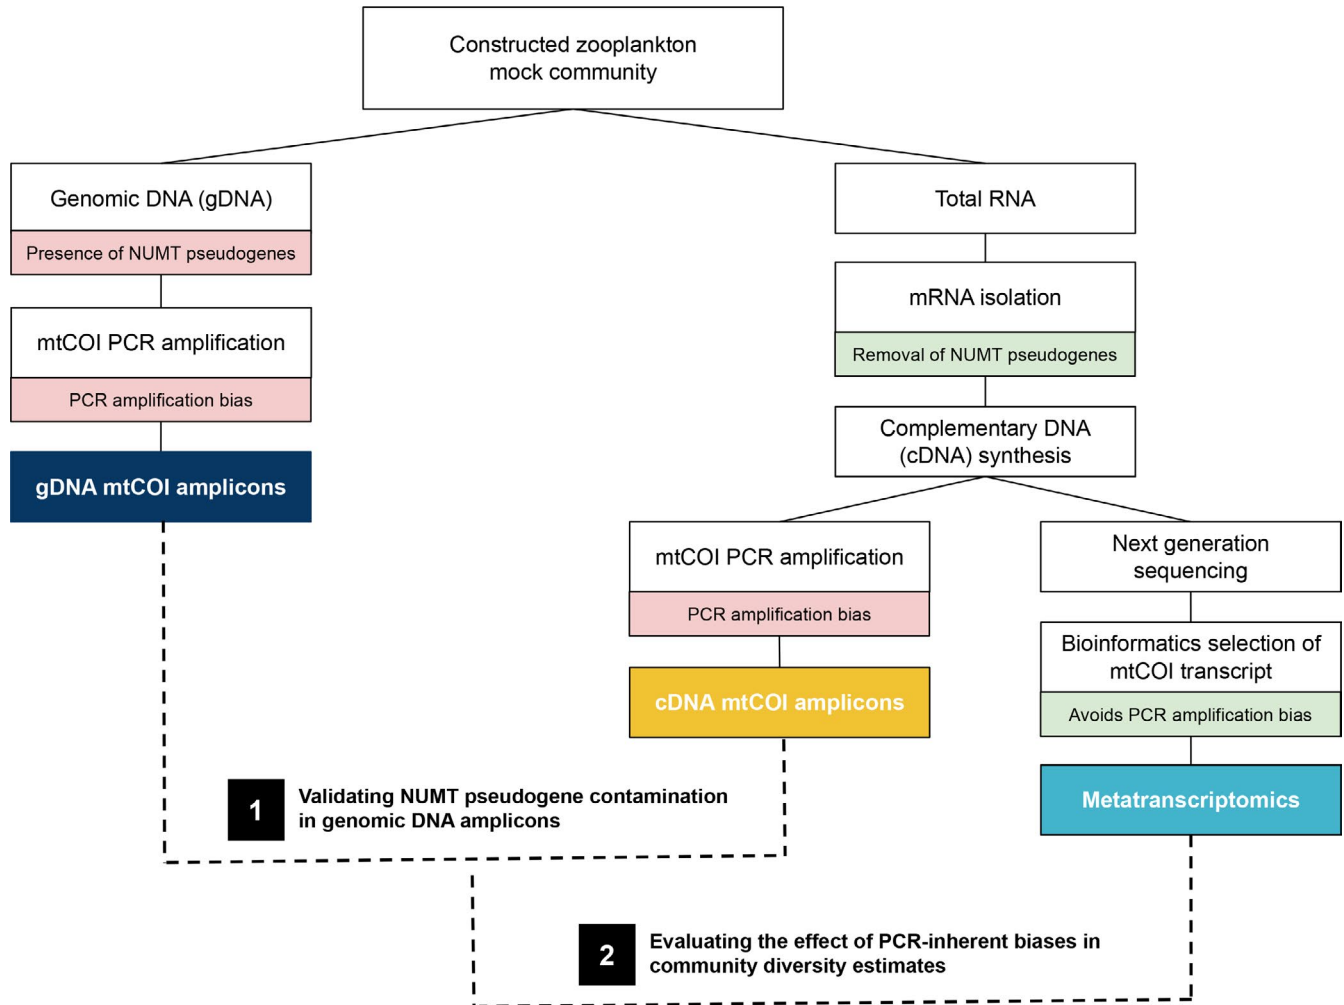 Constructed zooplankton
mock community
Genomic DNA (gDNA)
Presence of NUMT pseudogenes
mtCOI PCR amplification
PCR amplification bias
gDNA mtCOI amplicons
Total RNA
mRNA isolation
Removal of NUMT pseudogenes
Complementary DNA
(cDNA) synthesis
mtCOI PCR amplification
PCR amplification bias
cDNA mtCOI amplicons
Next generation
sequencing
Bioinformatics selection of
mtCOI transcript
Avoids PCR amplification bias
Metatranscriptomics
1
Validating NUMT pseudogene contamination
in genomic DNA amplicons
2
Evaluating the effect of PCR-inherent biases in
community diversity estimates